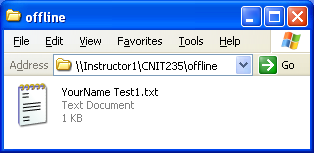 offline
File Edit View Favorites Tools Help
Address \\Instructor1\CNIT235\offline Go
YourName Test1.txt
Text Document
1 KB